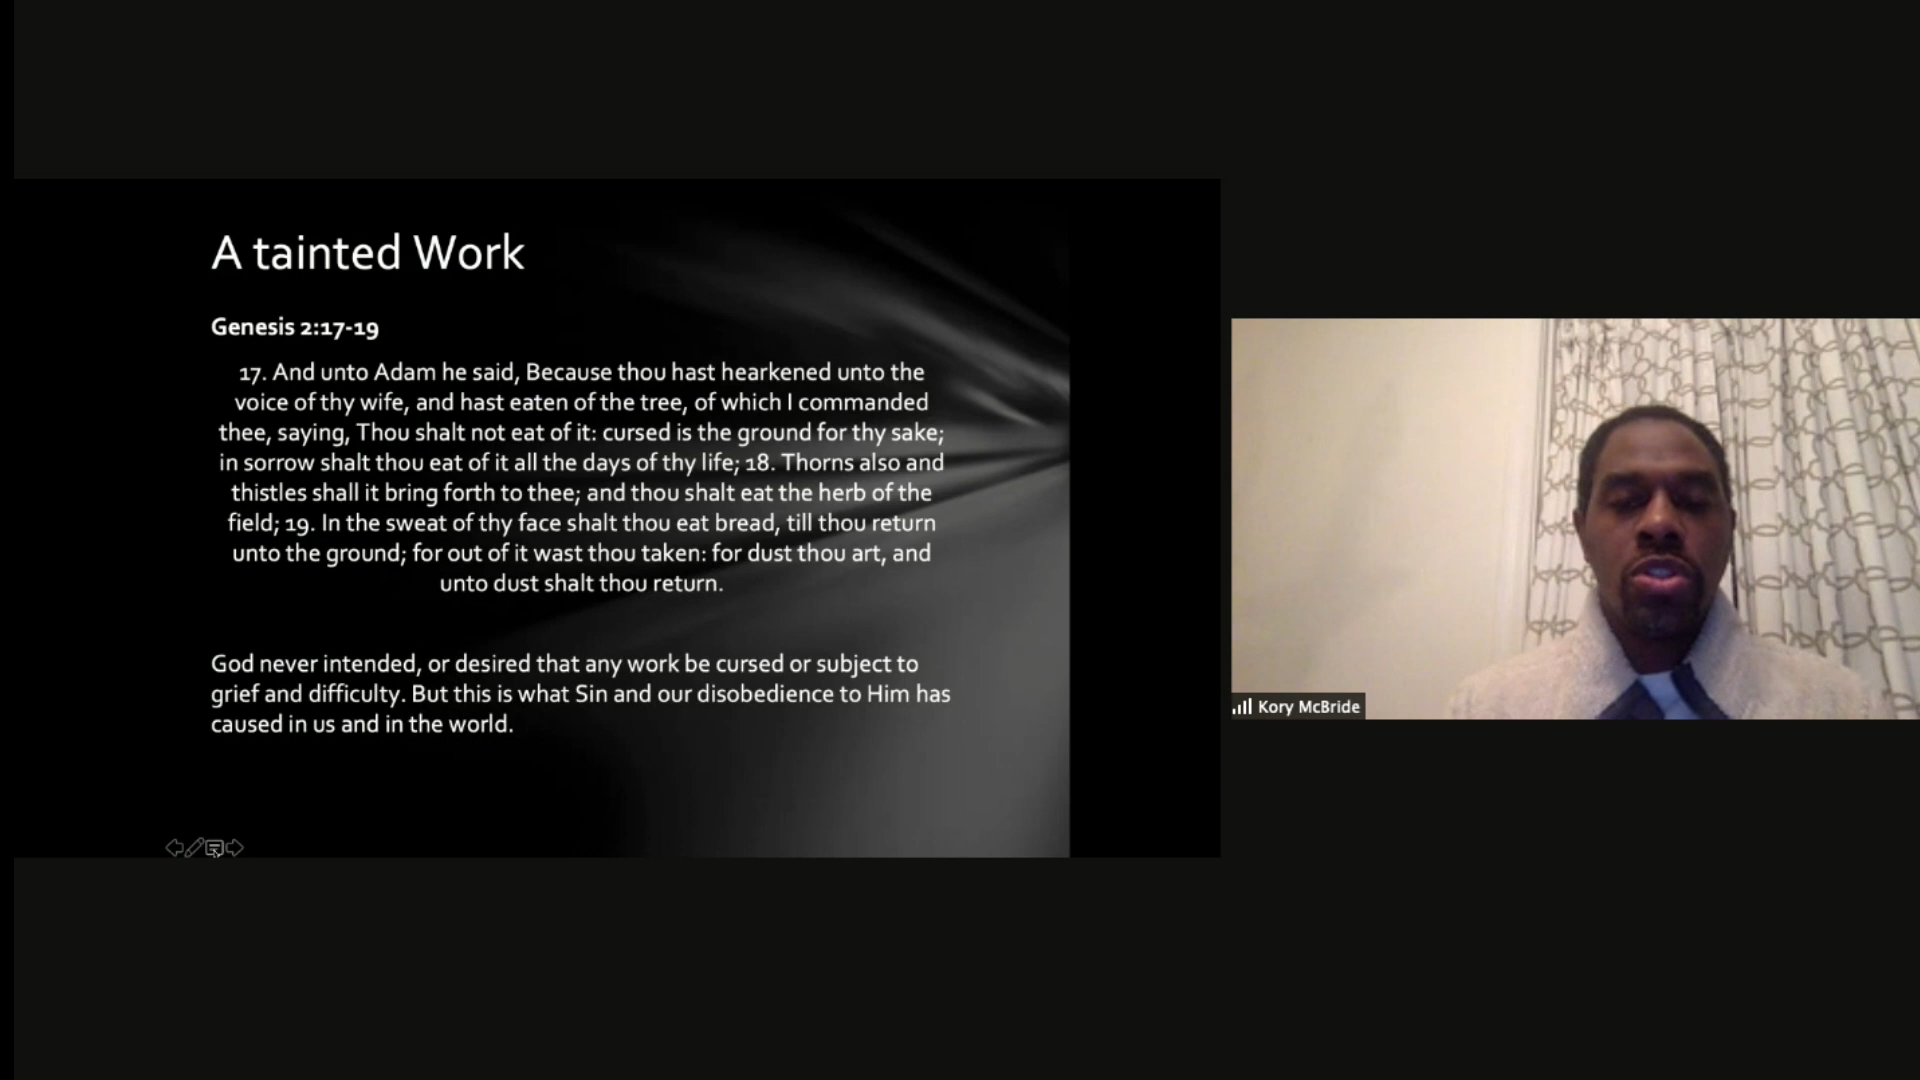 A tainted Work
Genesis 2:17-19
17. And unto Adam he said, Because thou hast hearkened unto the
voice of thy wife, and hast eaten of the tree, of which I commanded
thee, saying, Thou shalt not eat of it: cursed is the ground for thy sake;
in sorrow shalt thou eat of it all the days of thy life; 18. Thorns also and
thistles shall it bring forth to thee; and thou shalt eat the herb of the
field; 19. In the sweat of thy face shalt thou eat bread, till thou return
unto the ground; for out of it wast thou taken: for dust thou art, and
unto dust shalt thou return.
God never intended, or desired that any work be cursed or subject to
grief and difficulty. But this is what Sin and our disobedience to Him has
caused in us and in the world.
Kory McBride